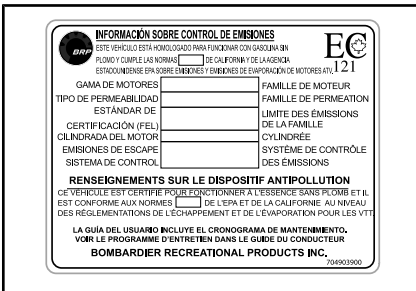 INFORMACIÓN SOBRE CONTROL DE EMISIONES
BRP
ESTE VEHÍCULO ESTÁ HOMOLOGADO PARA FUNCIONAR CON GASOLINA SIN
PLOMO Y CUMPLE LAS NORMAS DE CALIFORNIA Y DE LA AGENCIA
ESTADOUNIDENSE EPA SOBRE EMISIONES Y EMISIONES DE EVAPORACIÓN DE MOTORES ATV.
EC
121
GAMA DE MOTORES FAMILLE DE MOTEUR
TIPO DE PERMEABILIDAD FAMILLE DE PERMEATION
ESTÁNDAR DE LIMITE DES ÉMISSIONS
CERTIFICACIÓN (FEL) DE LA FAMILLE
CILINDRADA DEL MOTOR CYLINDRÉE
EMISIONES DE ESCAPE SYSTÈME DE CONTRÔLE
SISTEMA DE CONTROL DES ÉMISSIONS
RENSEIGNEMENTS SUR LE DISPOSITIF ANTIPOLLUTION
CE VÉHICULE EST CERTIFIÉ POUR FONCTIONNER À L'ESSENCE SANS PLOMB ET IL
EST CONFORME AUX NORMES DE L'EPA ET DE LA CALIFORNIE AU NIVEAU
DES RÉGLEMENTATIONS DE L'ÉCHAPPEMENT ET DE L'ÉVAPORATION POUR LES VTT.
LA GUÍA DEL USUARIO INCLUYE EL CRONOGRAMA DE MANTENIMIENTO.
VOIR LE PROGRAMME D'ENTRETIEN DANS LE GUIDE DU CONDUCTEUR
BOMBARDIER RECREATIONAL PRODUCTS INC.
704903900